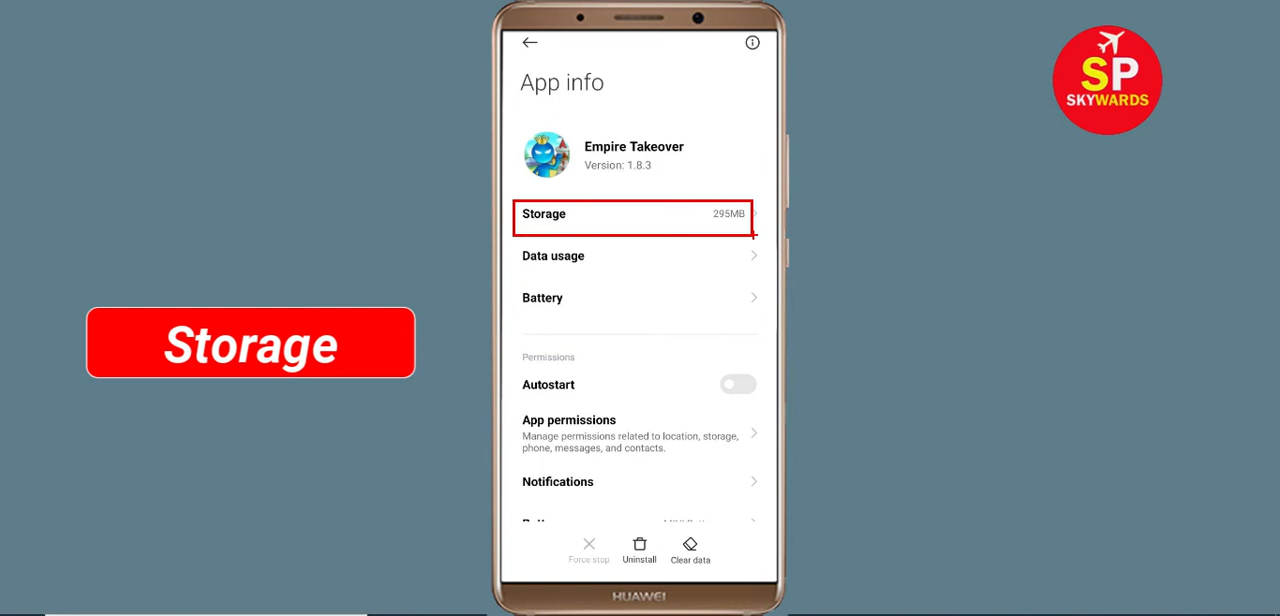 SP
SKYWARDS
App info
Empire Takeover
Version: 1.8.3
Storage 295MB
Data usage
Battery
Storage
Permissions
Autostart
App permissions
Manage permissions related to location, storage,
phone, messages, and contacts.
Notifications
Force stop Uninstall Clear data
HUAWEI